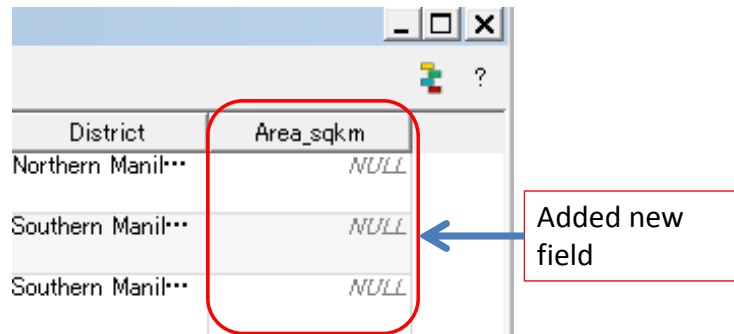 ?
District Area_sqkm
Northern Manil… NULL
Southern Manil… NULL
Southern Manil… NULL
Added new
field